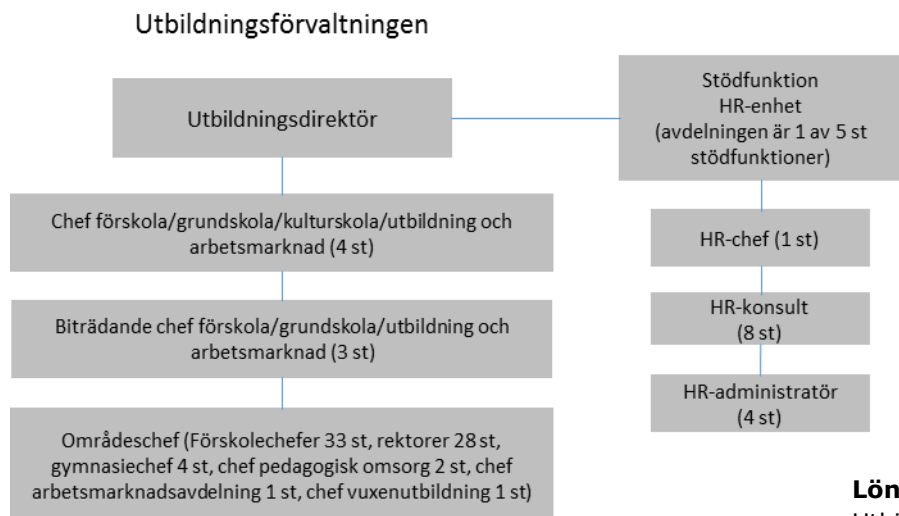 Utbildningsförvaltningen
Utbildningsdirektör
Chef förskola/grundskola/kulturskola/utbildning och
arbetsmarknad (4 st)
Biträdande chef förskola/grundskola/utbildning och
arbetsmarknad (3 st)
Områdeschef (Förskolechefer 33 st, rektorer 28 st,
gymnasiechef 4 st, chef pedagogisk omsorg 2 st, chef
arbetsmarknadsavdelning 1 st, chef vuxenutbildning 1 st)
Stödfunktion
HR-enhet
(avdelningen är 1 av 5 st
stödfunktioner)
HR-chef (1 st)
HR-konsult
(8 st)
HR-administratör
(4 st)
Lön